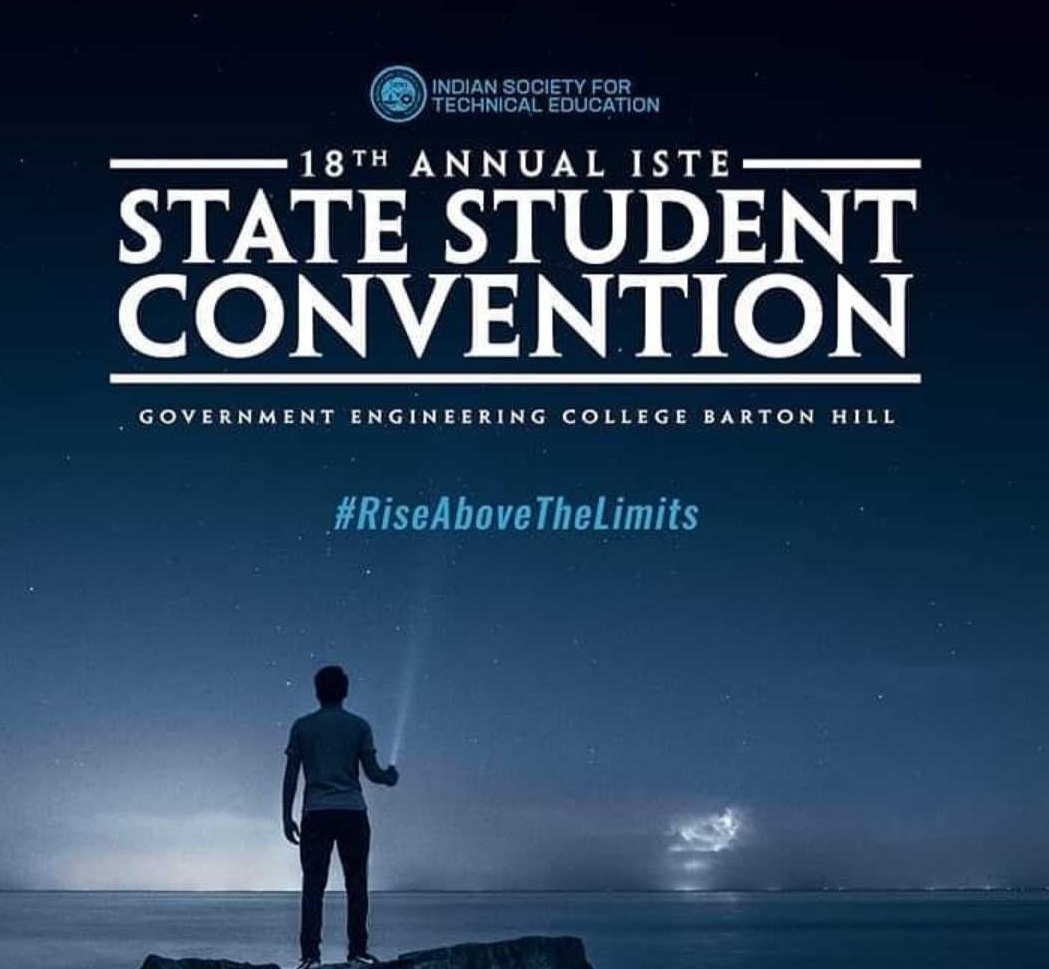 INDIAN SOCIETY FOR
TECHNICAL EDUCATION
18TH ANNUAL ISTE
STATE STUDENT
CONVENTION
GOVERNMENT ENGINEERING COLLEGE BARTON HILL
#RiseAboveTheLimits